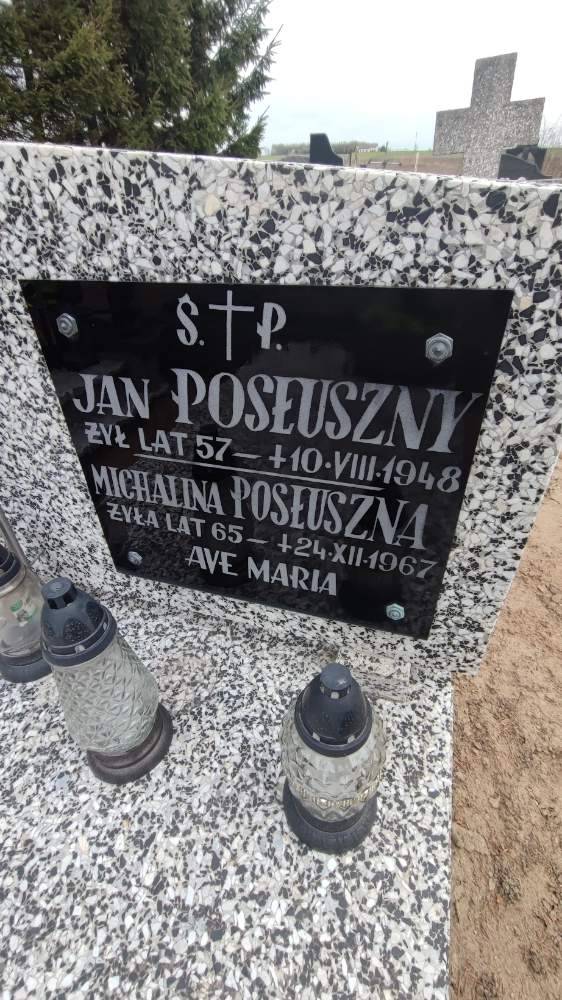 Ś.†P.
JAN POSŁUSZNY
ŻYŁ LAT 57 – +10.VIII.1948
MICHALINA POSŁUSZNA
ŻYŁA LAT 65 – +24.XII.1967
AVE MARIA